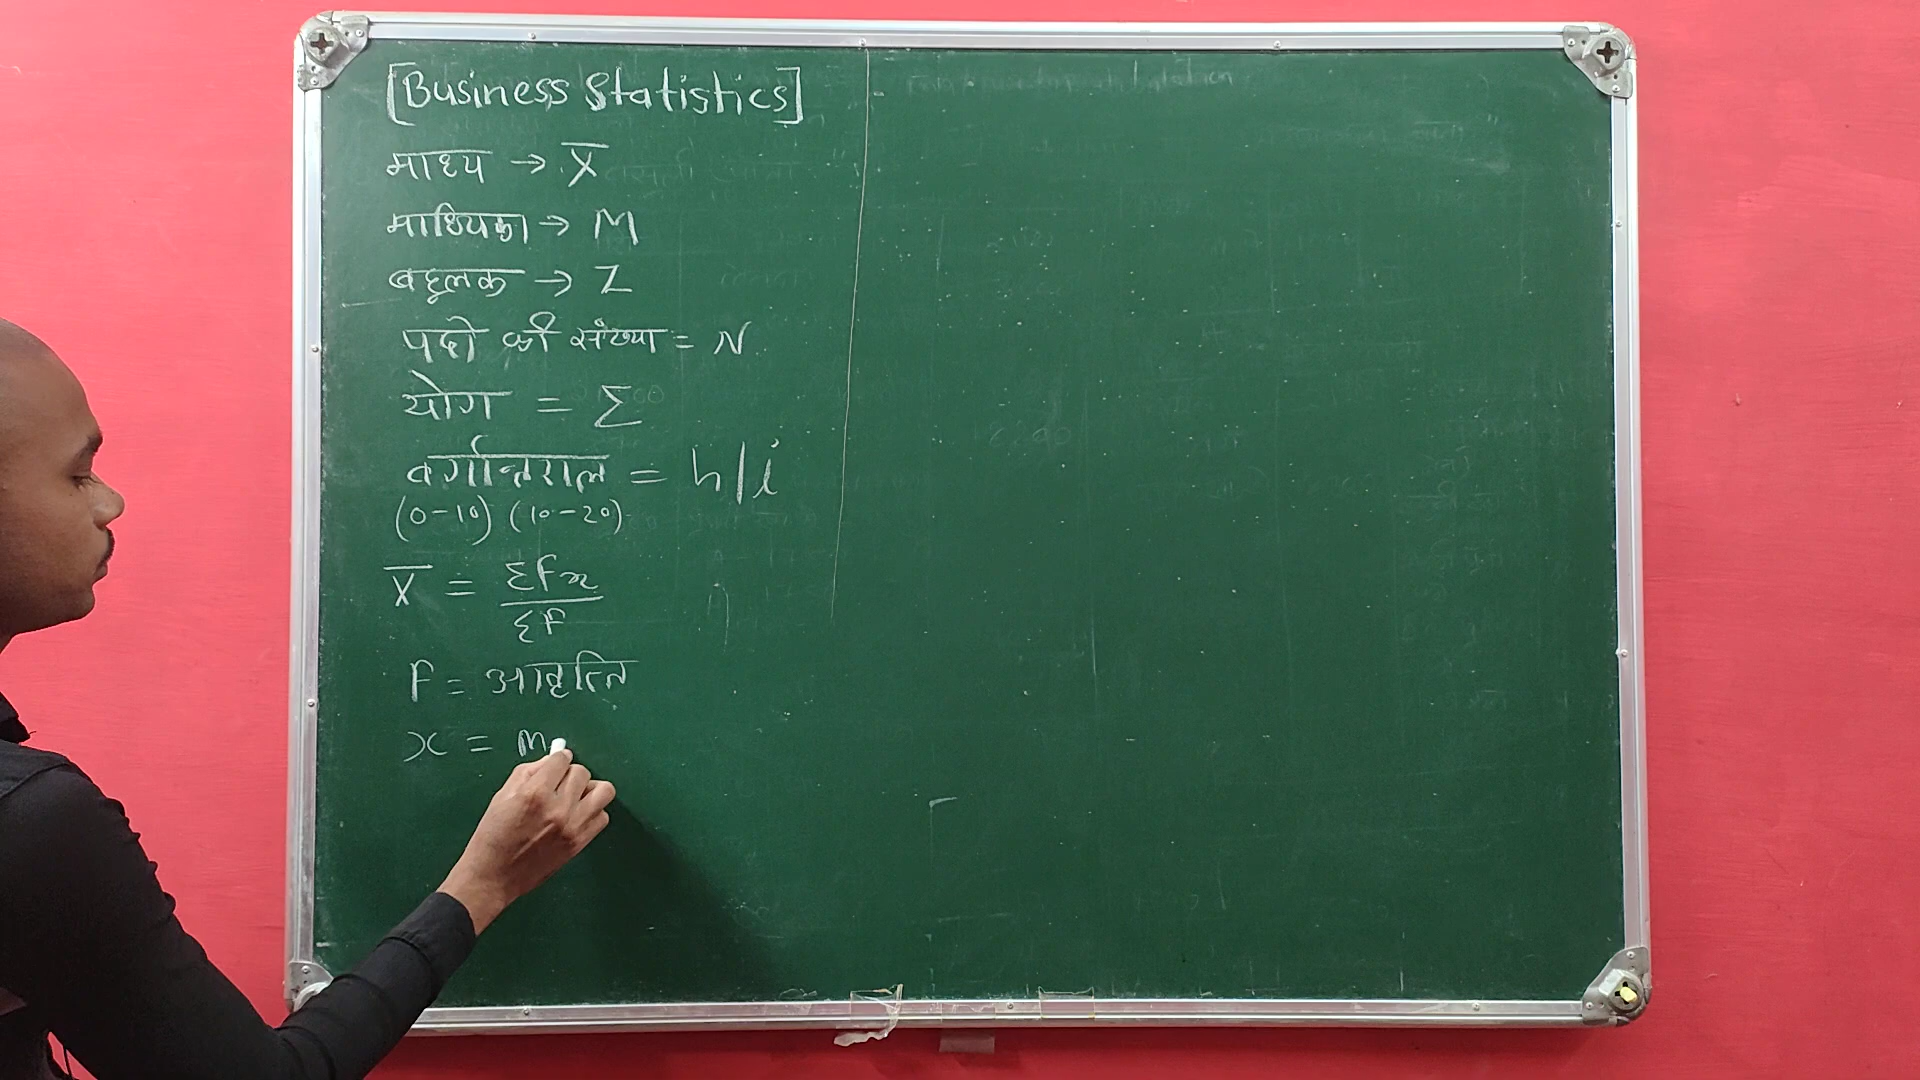 [Business Statistics]
माध्य → X̅
माध्यिका → M
बहूलक → Z
पदो की संख्या = N
योग = Σ
वर्गान्तराल = h/i
(0-10) (10-20)
X̅ = ΣFx / ΣF
F = आवृत्ति
x = m